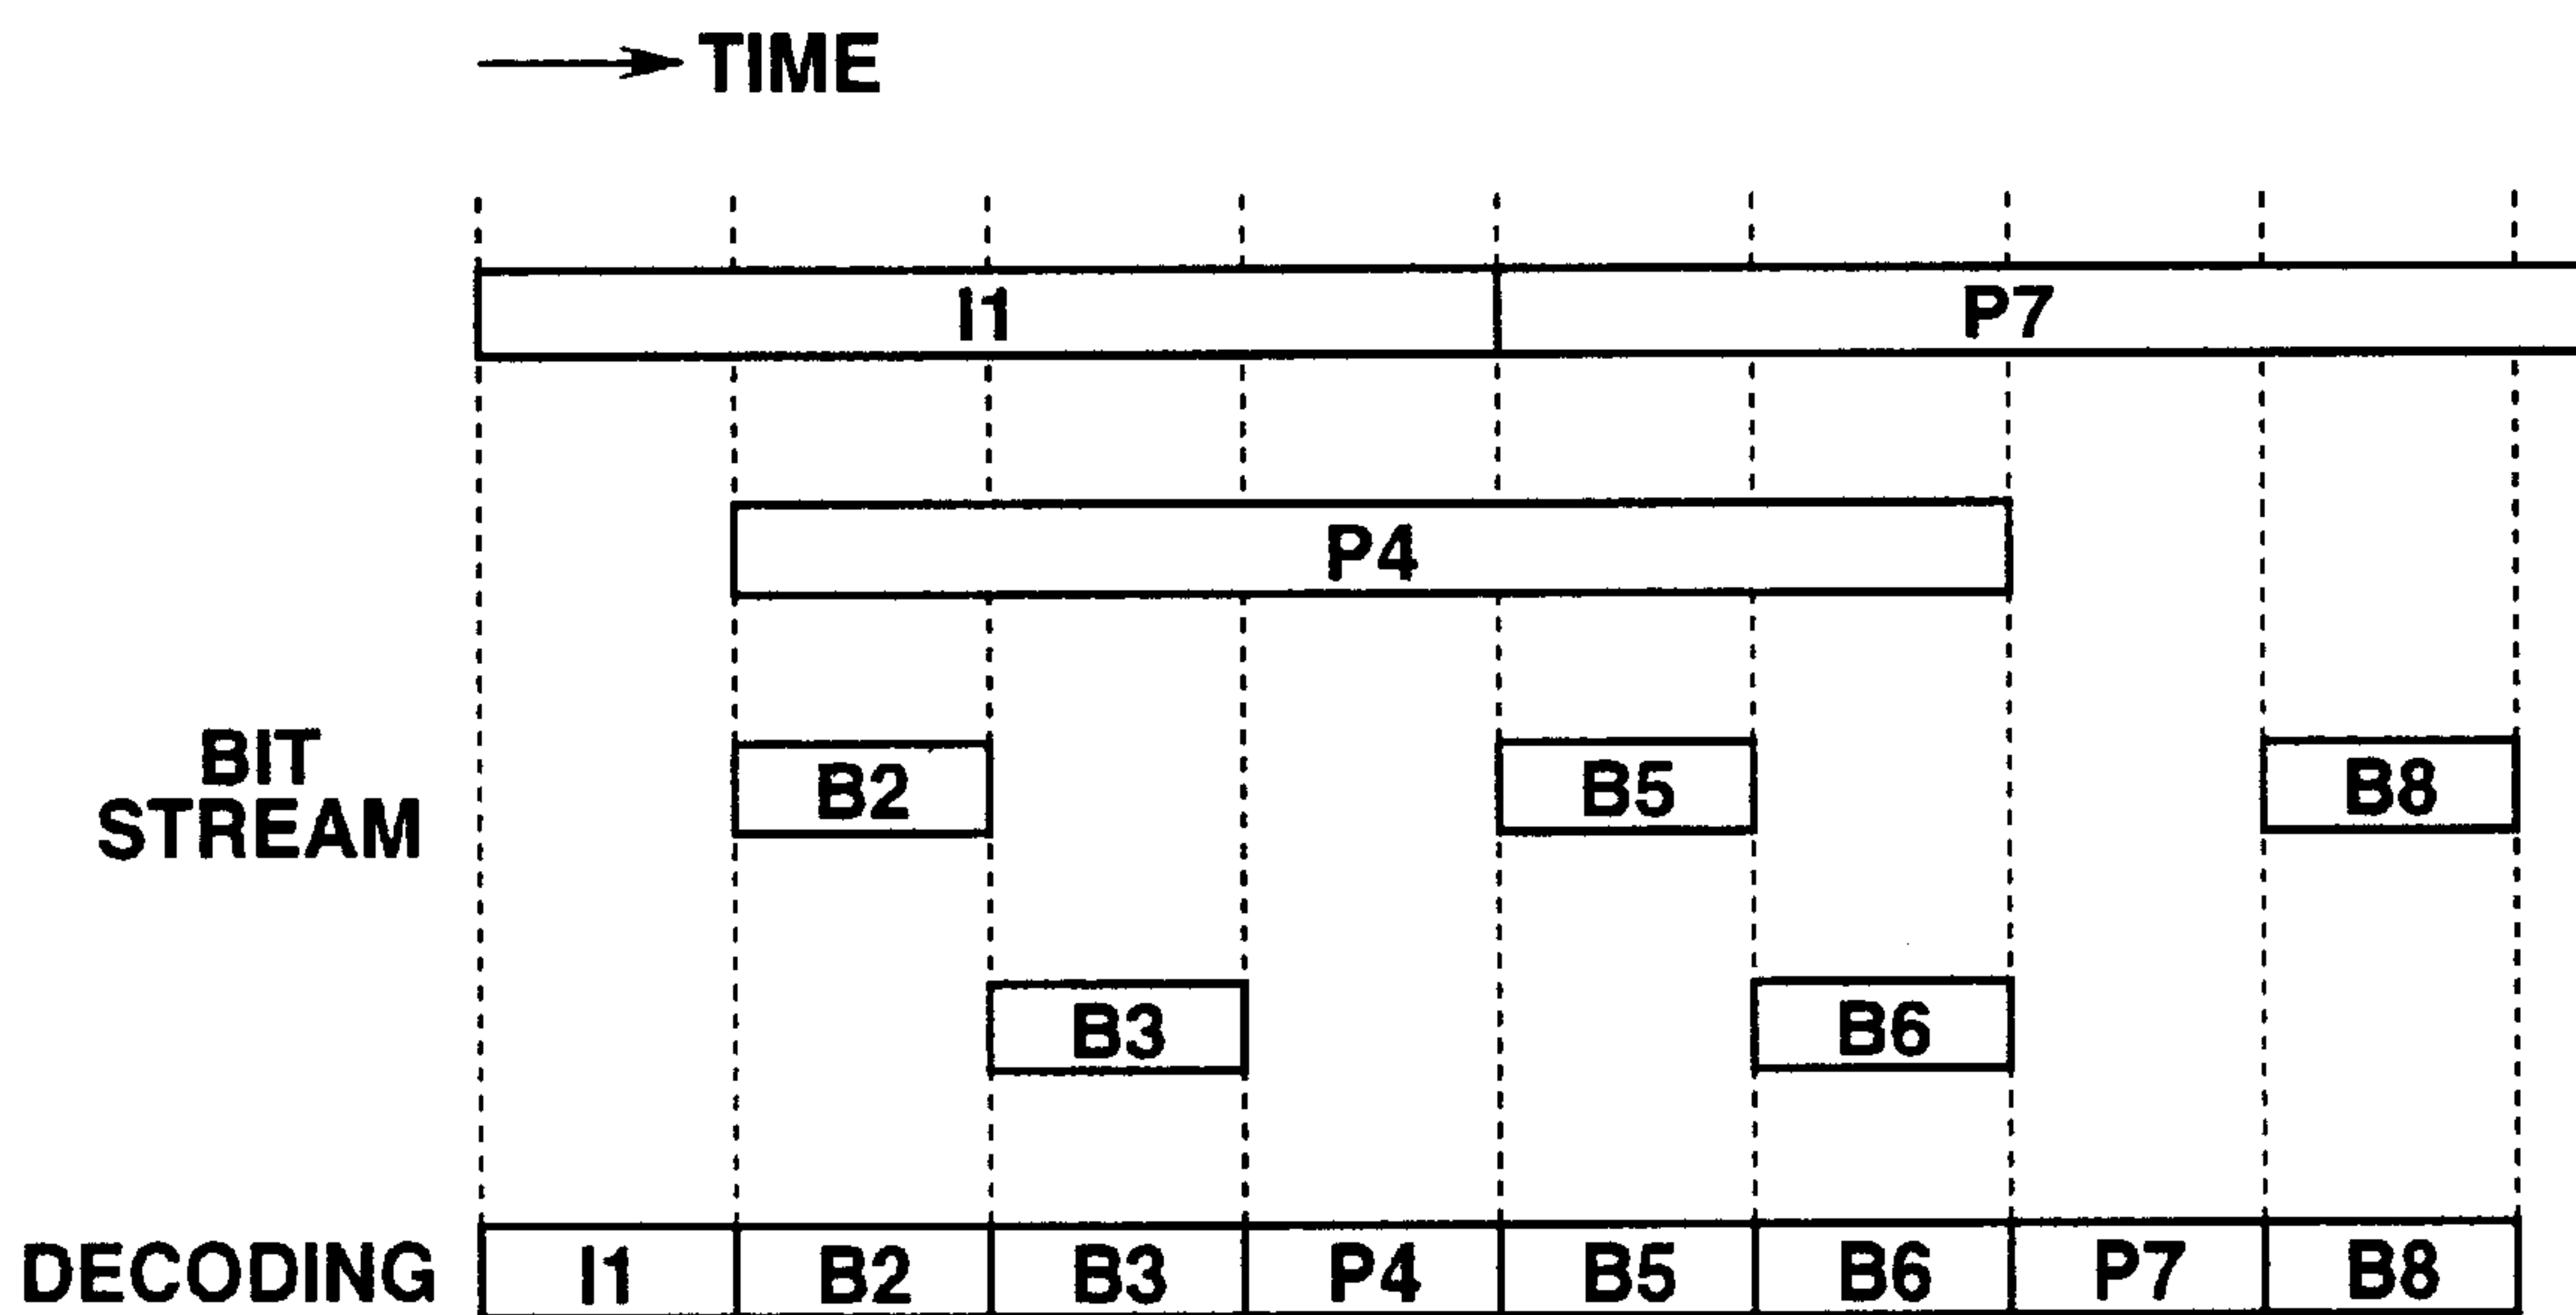 TIME
I1 P7
P4
BIT
STREAM
B2 B5 B8
B3 B6
DECODING I1 B2 B3 P4 B5 B6 P7 B8